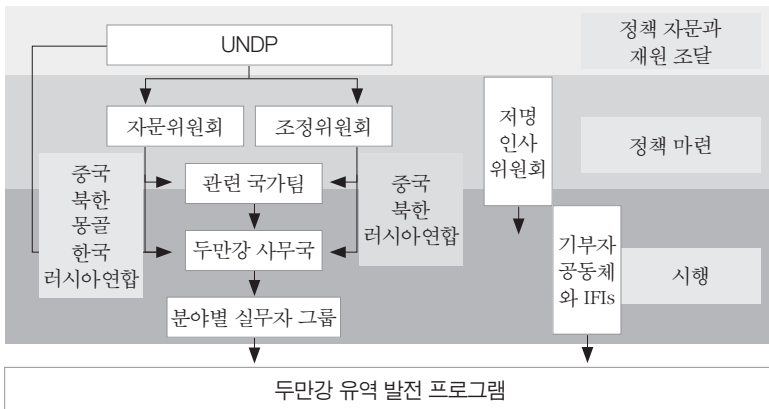 UNDP
정책 자문과
재원 조달
자문위원회
조정위원회
저명
인사
위원회
정책 마련
중국
북한
몽골
한국
러시아연합
관련 국가팀
중국
북한
러시아연합
두만강 사무국
기부자
공동체
와 IFIs
시행
분야별 실무자 그룹
두만강 유역 발전 프로그램